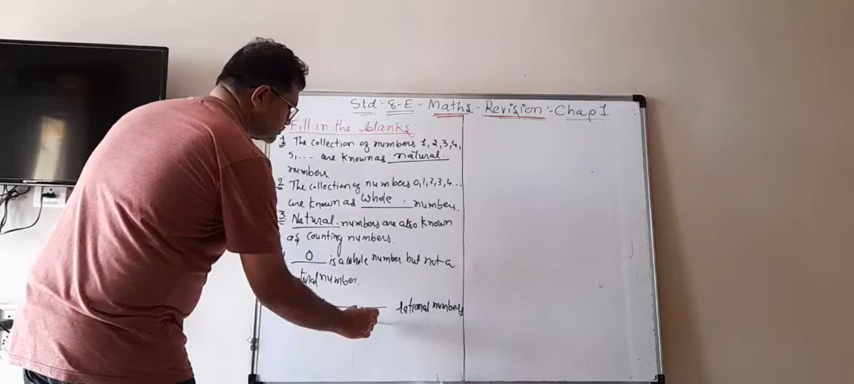 Std:- 8-E - Maths - Revision :- Chap 1
Fill in the blanks
1 The collection of numbers 1, 2, 3, 4,
5, ... are known as natural
numbers.
2 The collection of numbers 0, 1, 2, 3, 4 ...
are known as whole numbers.
3 Natural numbers are also known
as counting numbers.
0 is a whole number but not a
tural number.
numbers